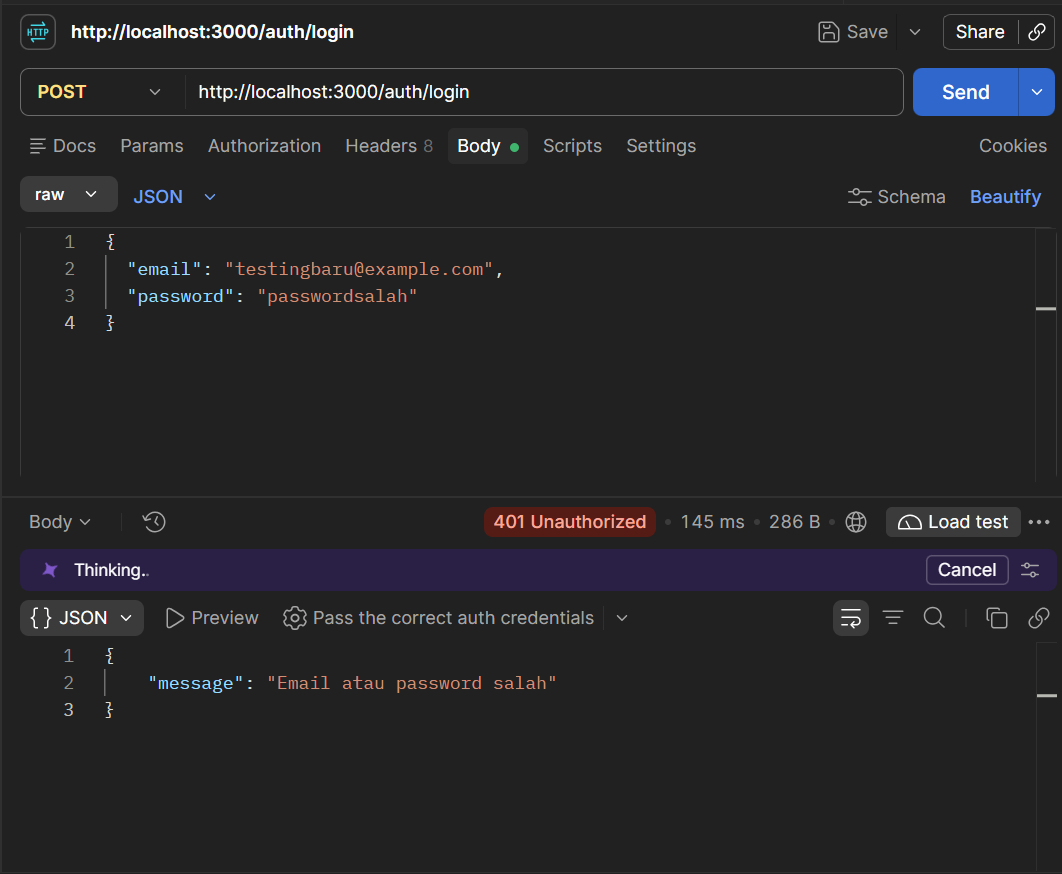 HTTP http://localhost:3000/auth/login Save Share
POST http://localhost:3000/auth/login Send
Docs Params Authorization Headers 8 Body Scripts Settings Cookies
raw JSON Schema Beautify
1 {
2 "email": "testingbaru@example.com",
3 "password": "passwordsalah"
4 }
Body 401 Unauthorized • 145 ms • 286 B • Load test
Thinking.. Cancel
{} JSON Preview Pass the correct auth credentials
1 {
2 "message": "Email atau password salah"
3 }